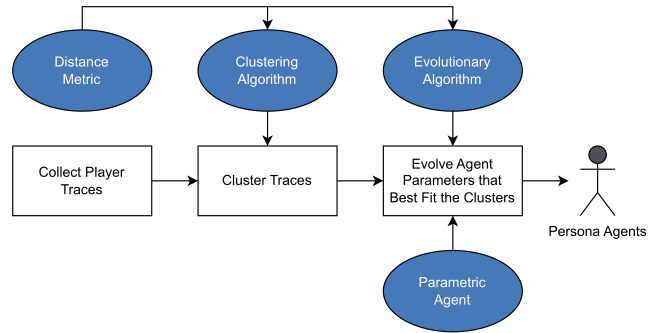 Distance
Metric
Clustering
Algorithm
Evolutionary
Algorithm
Collect Player
Traces
Cluster Traces
Evolve Agent
Parameters that
Best Fit the Clusters
Persona Agents
Parametric
Agent